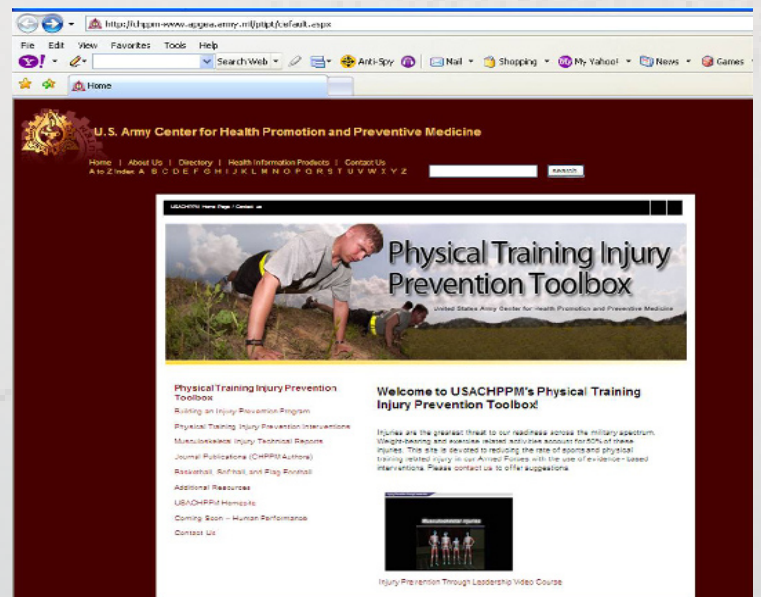 http://chppm-www.apgea.army.mil/ptipt/default.aspx
File Edit View Favorites Tools Help
Y! Search Web Anti-Spy Mail Shopping My Yahoo! News Games
Home
U.S. Army Center for Health Promotion and Preventive Medicine
Home | About Us | Directory | Health Information Products | Contact Us
A to Z Index A B C D E F G H I J K L M N O P Q R S T U V W X Y Z
search
USACHPPM Home Page / Contact us
Physical Training Injury
Prevention Toolbox
United States Army Center for Health Promotion and Preventive Medicine
Physical Training Injury Prevention
Toolbox
Building an Injury Prevention Program
Physical Training Injury Prevention Interventions
Musculoskeletal Injury Technical Reports
Journal Publications (CHPPM Authors)
Basketball, Softball, and Flag Football
Additional Resources
USACHPPM Homesite
Coming Soon – Human Performance
Contact Us
Welcome to USACHPPM's Physical Training
Injury Prevention Toolbox!
Injuries are the greatest threat to our readiness across the military spectrum.
Weight-bearing and exercise related activities account for 50% of these
injuries. This site is devoted to reducing the rate of sports and physical
training related injury in our Armed Forces with the use of evidence-based
interventions. Please contact us to offer suggestions.
Musculoskeletal Injuries
Injury Prevention Through Leadership Video Course